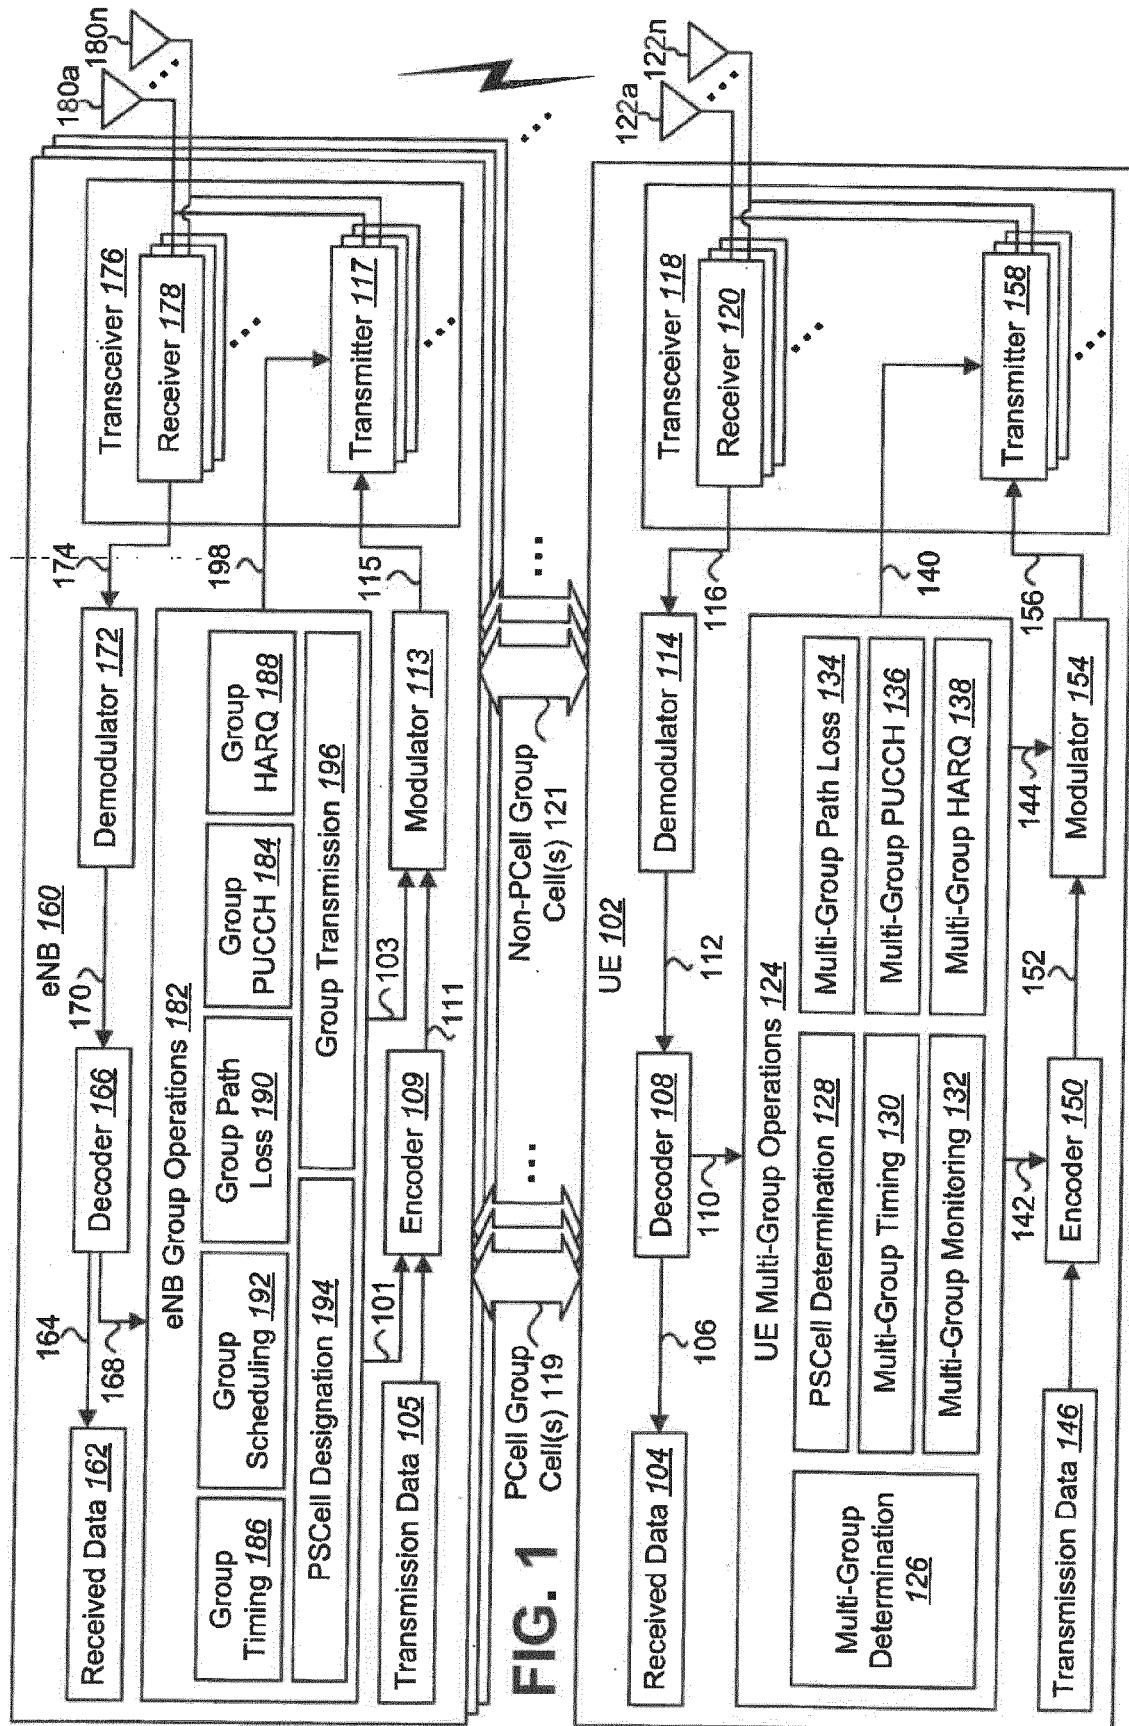 eNB 160
180a
180n
164
170
174
Received Data 162
Decoder 166
Demodulator 172
Transceiver 176
Receiver 178
168
eNB Group Operations 182
198
Group
Timing 186
Group
Scheduling 192
Group Path
Loss 190
Group
PUCCH 184
Group
HARQ 188
PSCell Designation 194
Group Transmission 196
Transmitter 117
101
103
115
Transmission Data 105
Encoder 109
111
Modulator 113
PCell Group
Cell(s) 119
Non-PCell Group
Cell(s) 121
FIG. 1
UE 102
122a
122n
Received Data 104
106
Decoder 108
112
Demodulator 114
116
Transceiver 118
Receiver 120
110
UE Multi-Group Operations 124
140
Multi-Group
Determination
126
PSCell Determination 128
Multi-Group Path Loss 134
Multi-Group Timing 130
Multi-Group PUCCH 136
Multi-Group Monitoring 132
Multi-Group HARQ 138
Transmitter 158
142
144
156
Transmission Data 146
Encoder 150
152
Modulator 154